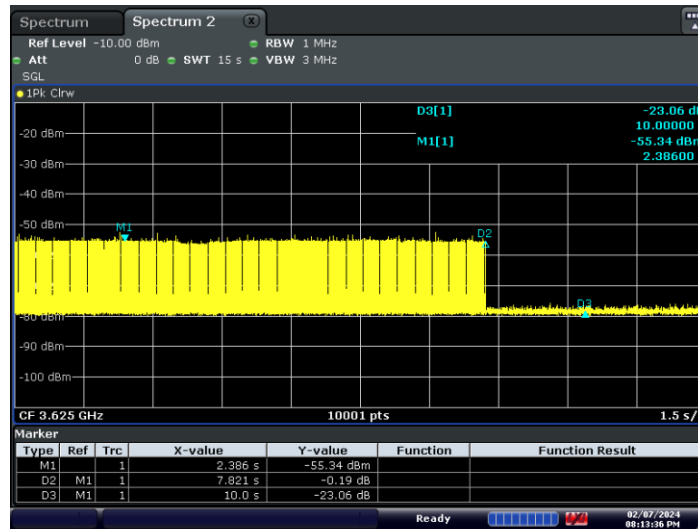 Spectrum Spectrum 2 X
Ref Level -10.00 dBm RBW 1 MHz
Att 0 dB SWT 15 s VBW 3 MHz
SGL
1Pk Clrw
D3[1] -23.06 d
10.00000
M1[1] -55.34 dBm
2.38600
-20 dBm
-30 dBm
-40 dBm
-50 dBm
M1
D2
D3
-80 dBm
-90 dBm
-100 dBm
CF 3.625 GHz 10001 pts 1.5 s/
Marker
Type Ref Trc X-value Y-value Function Function Result
M1 1 2.386 s -55.34 dBm
D2 M1 1 7.821 s -0.19 dB
D3 M1 1 10.0 s -23.06 dB
Ready 02/07/2024
08:13:36 PM